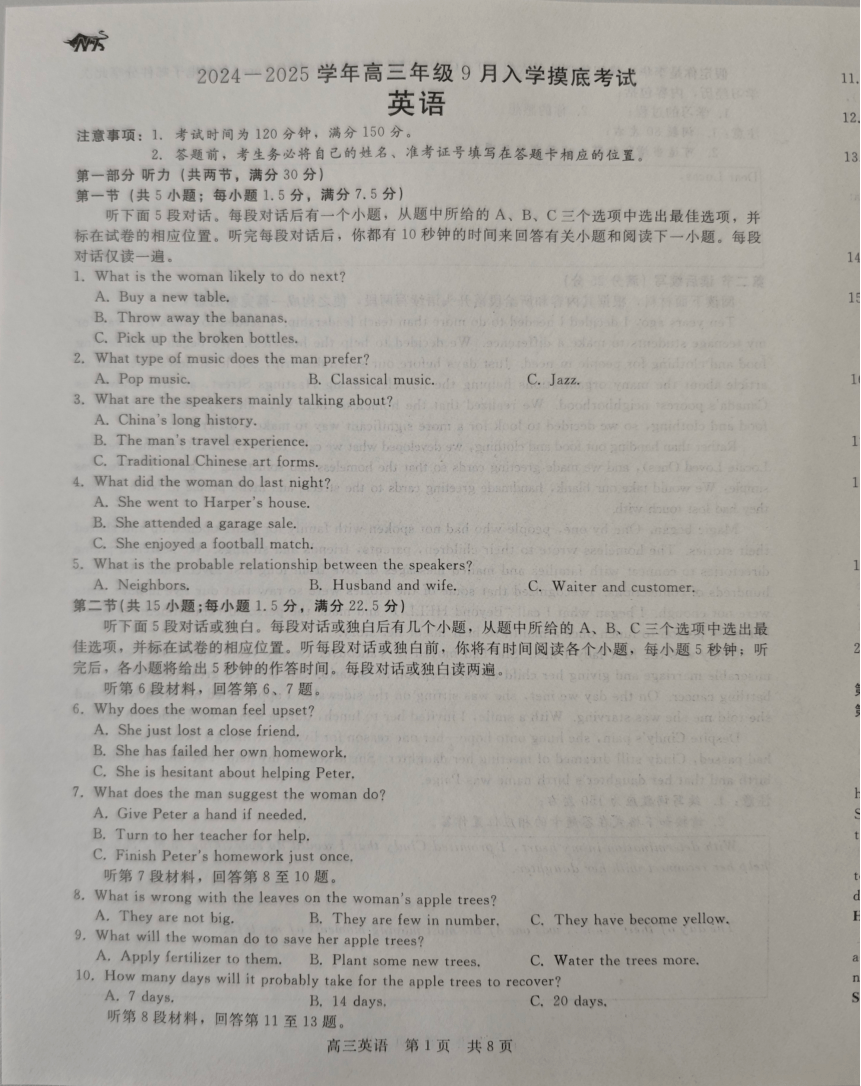 2024－2025 学年高三年级 9 月入学摸底考试
英语
注意事项：1. 考试时间为 120 分钟，满分 150 分。
2. 答题前，考生务必将自己的姓名、准考证号填写在答题卡相应的位置。
第一部分 听力（共两节，满分 30 分）
第一节（共 5 小题；每小题 1.5 分，满分 7.5 分）
听下面 5 段对话。每段对话后有一个小题，从题中所给的 A、B、C 三个选项中选出最佳选项，并
标在试卷的相应位置。听完每段对话后，你都有 10 秒钟的时间来回答有关小题和阅读下一小题。每段
对话仅读一遍。
1. What is the woman likely to do next?
A. Buy a new table.
B. Throw away the bananas.
C. Pick up the broken bottles.
2. What type of music does the man prefer?
A. Pop music. B. Classical music. C. Jazz.
3. What are the speakers mainly talking about?
A. China's long history.
B. The man's travel experience.
C. Traditional Chinese art forms.
4. What did the woman do last night?
A. She went to Harper's house.
B. She attended a garage sale.
C. She enjoyed a football match.
5. What is the probable relationship between the speakers?
A. Neighbors. B. Husband and wife. C. Waiter and customer.
第二节(共 15 小题;每小题 1.5 分，满分 22.5 分)
听下面 5 段对话或独白。每段对话或独白后有几个小题，从题中所给的 A、B、C 三个选项中选出最
佳选项，并标在试卷的相应位置。听每段对话或独白前，你将有时间阅读各个小题，每小题 5 秒钟；听
完后，各小题将给出 5 秒钟的作答时间。每段对话或独白读两遍。
听第 6 段材料，回答第 6、7 题。
6. Why does the woman feel upset?
A. She just lost a close friend.
B. She has failed her own homework.
C. She is hesitant about helping Peter.
7. What does the man suggest the woman do?
A. Give Peter a hand if needed.
B. Turn to her teacher for help.
C. Finish Peter's homework just once.
听第 7 段材料，回答第 8 至 10 题。
8. What is wrong with the leaves on the woman's apple trees?
A. They are not big. B. They are few in number. C. They have become yellow.
9. What will the woman do to save her apple trees?
A. Apply fertilizer to them. B. Plant some new trees. C. Water the trees more.
10. How many days will it probably take for the apple trees to recover?
A. 7 days. B. 14 days. C. 20 days.
听第 8 段材料，回答第 11 至 13 题。
高三英语 第 1 页 共 8 页
11.
12.
13
14